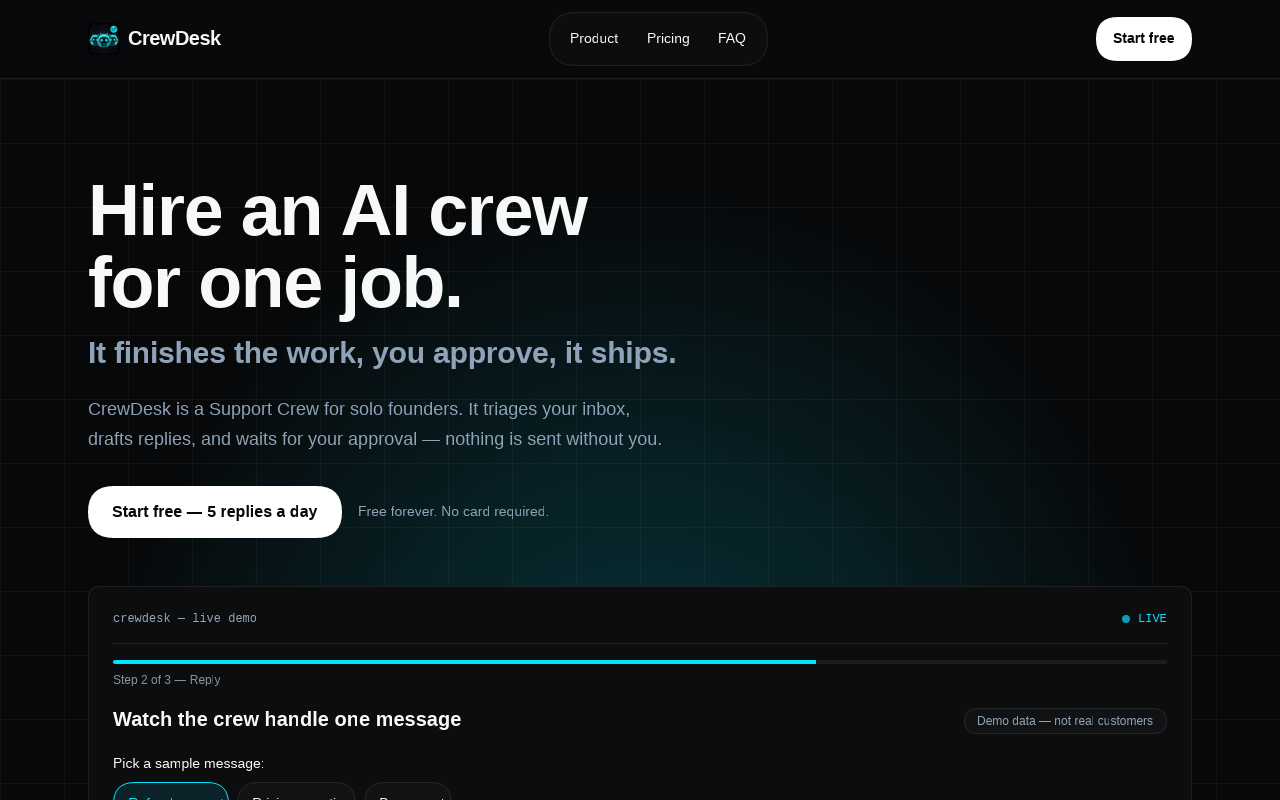 CrewDesk
Product
Pricing
FAQ
Start free
Hire an AI crew
for one job.
It finishes the work, you approve, it ships.
CrewDesk is a Support Crew for solo founders. It triages your inbox,
drafts replies, and waits for your approval — nothing is sent without you.
Start free — 5 replies a day
Free forever. No card required.
crewdesk — live demo
LIVE
Step 2 of 3 — Reply
Watch the crew handle one message
Demo data — not real customers
Pick a sample message: